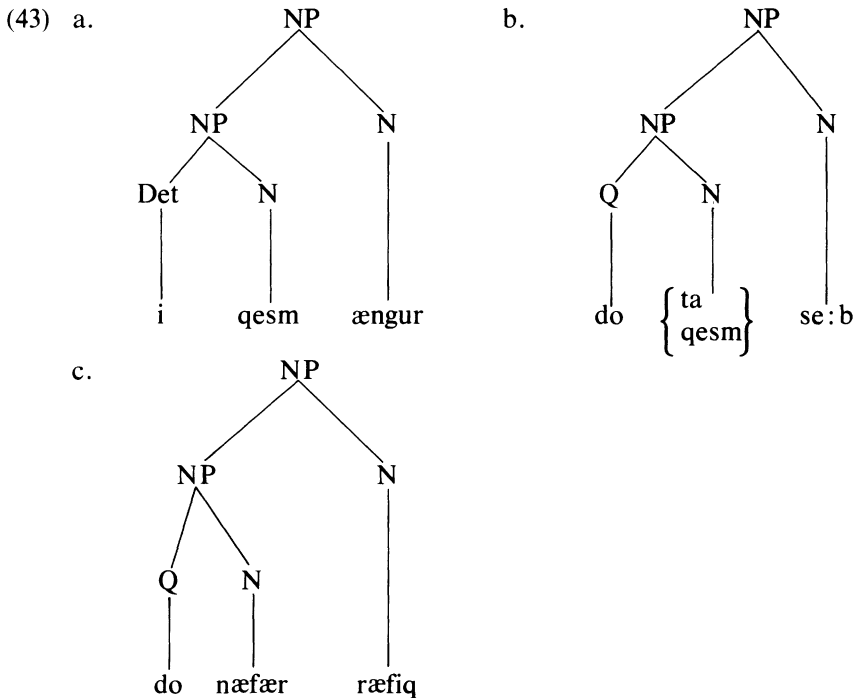 (43) a. NP b. NP
NP N NP N
Det N Q N
i qesm ængur do { ta qesm } se:b
c. NP
NP N
Q N
do næfær ræfiq